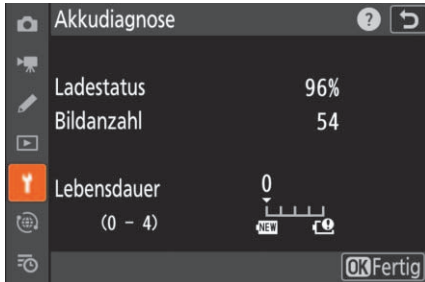 Akkudiagnose ?
Ladestatus 96%
Bildanzahl 54
Lebensdauer 0
(0 – 4)
NEW
OK Fertig